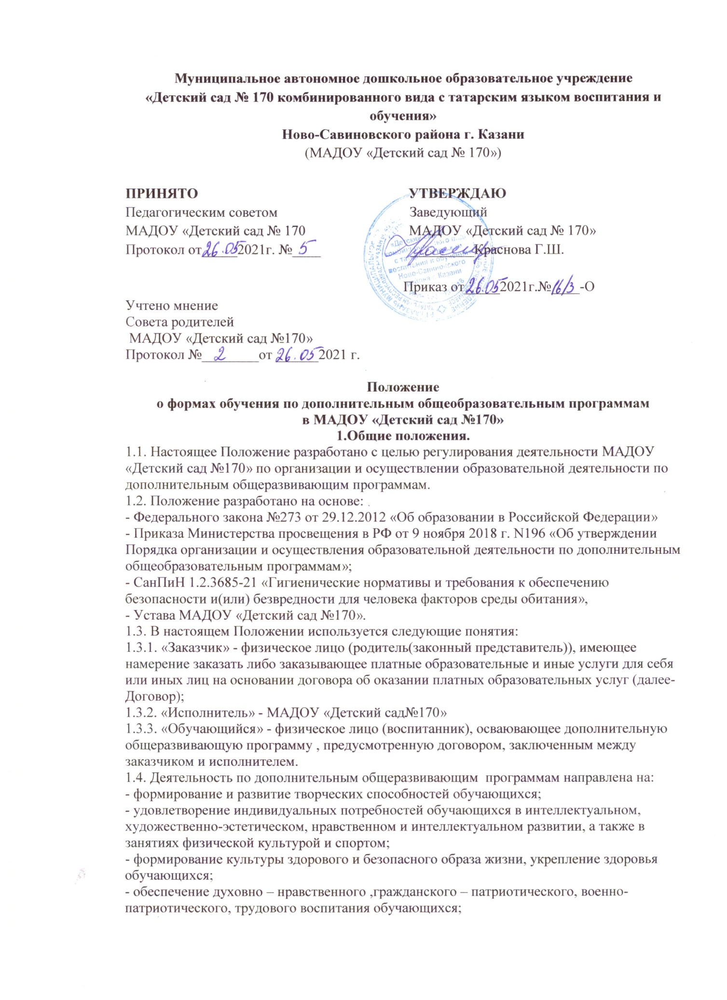 Муниципальное автономное дошкольное образовательное учреждение
«Детский сад № 170 комбинированного вида с татарским языком воспитания и
обучения»
Ново-Савиновского района г. Казани
(МАДОУ «Детский сад № 170»)
ПРИНЯТО
Педагогическим советом
МАДОУ «Детский сад № 170
Протокол от 26.05 2021г. № 5
УТВЕРЖДАЮ
Заведующий
МАДОУ «Детский сад № 170»
Краснова Г.Ш.
Приказ от 26.05 2021г.№ 16/3 -О
«Детский сад
с татарским
воспитания и обучения»
Ново-Савиновского
района г. Казани
Учтено мнение
Совета родителей
МАДОУ «Детский сад №170»
Протокол № 2 от 26.05 2021 г.
Положение
о формах обучения по дополнительным общеобразовательным программам
в МАДОУ «Детский сад №170»
1.Общие положения.
1.1. Настоящее Положение разработано с целью регулирования деятельности МАДОУ
«Детский сад №170» по организации и осуществлении образовательной деятельности по
дополнительным общеразвивающим программам.
1.2. Положение разработано на основе:
- Федерального закона №273 от 29.12.2012 «Об образовании в Российской Федерации»
- Приказа Министерства просвещения в РФ от 9 ноября 2018 г. N196 «Об утверждении
Порядка организации и осуществления образовательной деятельности по дополнительным
общеобразовательным программам»;
- СанПиН 1.2.3685-21 «Гигиенические нормативы и требования к обеспечению
безопасности и(или) безвредности для человека факторов среды обитания»,
- Устава МАДОУ «Детский сад №170».
1.3. В настоящем Положении используется следующие понятия:
1.3.1. «Заказчик» - физическое лицо (родитель(законный представитель)), имеющее
намерение заказать либо заказывающее платные образовательные и иные услуги для себя
или иных лиц на основании договора об оказании платных образовательных услуг (далее-
Договор);
1.3.2. «Исполнитель» - МАДОУ «Детский сад№170»
1.3.3. «Обучающийся» - физическое лицо (воспитанник), осваювающее дополнительную
общеразвивающую программу , предусмотренную договором, заключенным между
заказчиком и исполнителем.
1.4. Деятельность по дополнительным общеразвивающим программам направлена на:
- формирование и развитие творческих способностей обучающихся;
- удовлетворение индивидуальных потребностей обучающихся в интеллектуальном,
художественно-эстетическом, нравственном и интеллектуальном развитии, а также в
занятиях физической культурой и спортом;
- формирование культуры здорового и безопасного образа жизни, укрепление здоровья
обучающихся;
- обеспечение духовно – нравственного ,гражданского – патриотического, военно-
патриотического, трудового воспитания обучающихся;